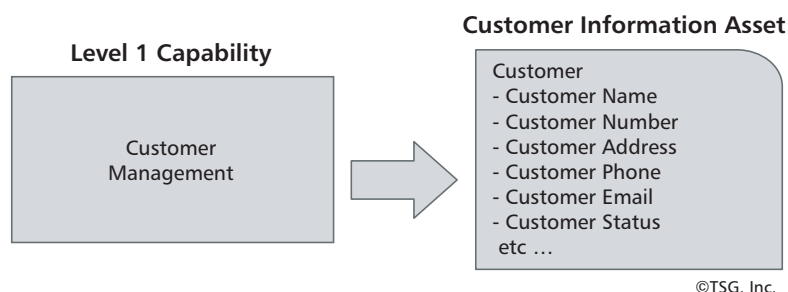 Level 1 Capability
Customer
Management
Customer Information Asset
Customer
- Customer Name
- Customer Number
- Customer Address
- Customer Phone
- Customer Email
- Customer Status
etc …
©TSG, Inc.